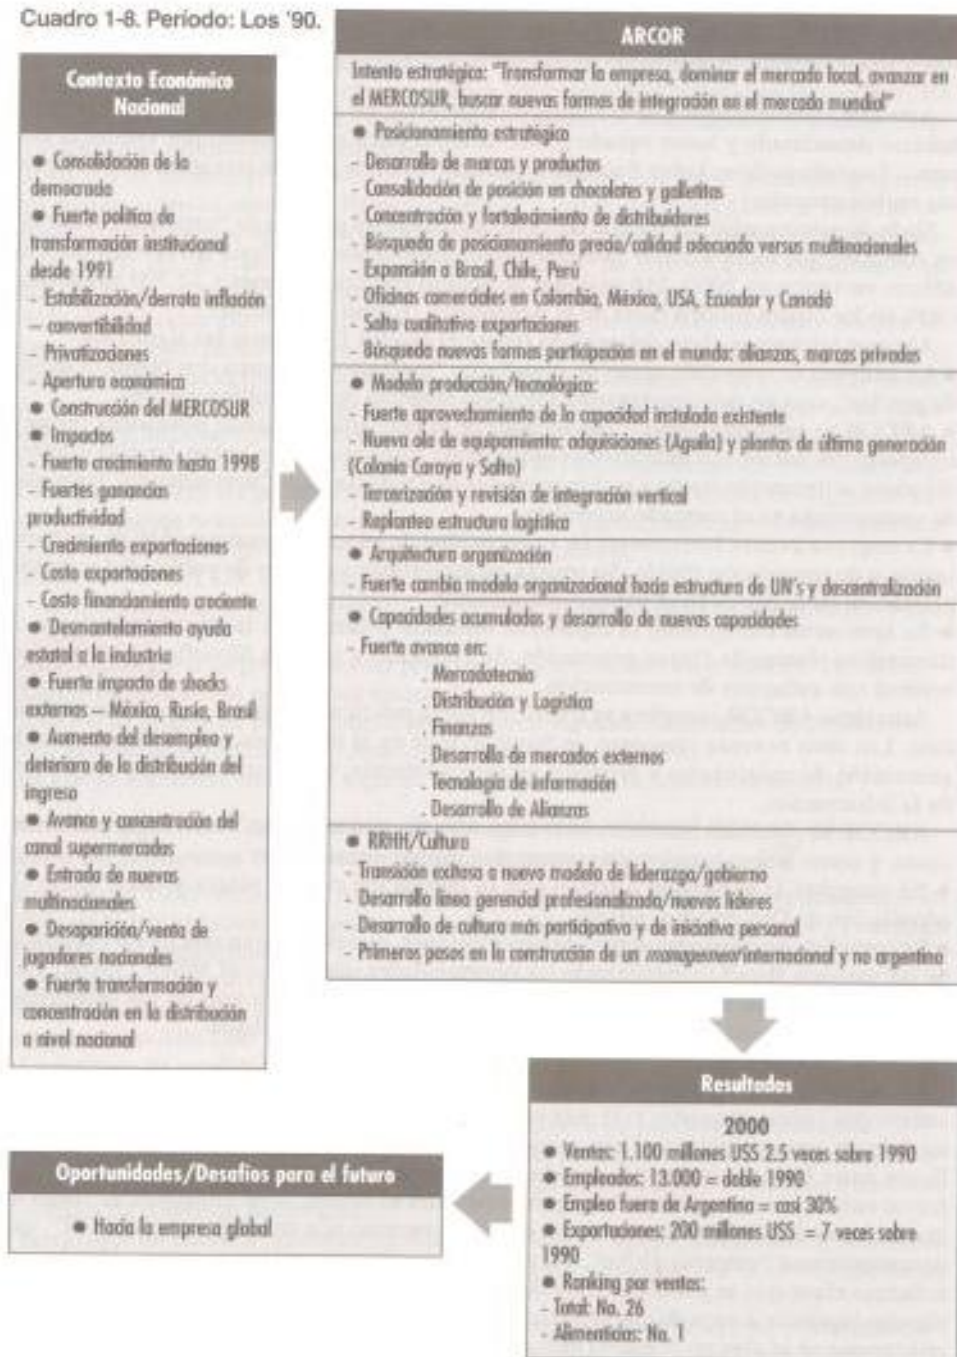 Cuadro 1-8. Período: Los '90.
Contexto Económico
Nacional
● Consolidación de la
democracia
● Fuerte política de
transformación institucional
desde 1991
- Estabilización/derrota inflación
– convertibilidad
- Privatizaciones
- Apertura económica
● Construcción del MERCOSUR
● Impactos
- Fuerte crecimiento hasta 1998
- Fuertes ganancias
productividad
- Crecimiento exportaciones
- Costo exportaciones
- Costo financiamiento creciente
● Desmantelamiento ayuda
estatal a la industria
● Fuerte impacto de shocks
externos – México, Rusia, Brasil
● Aumento del desempleo y
deterioro de la distribución del
ingreso
● Avance y concentración del
canal supermercados
● Entrada de nuevas
multinacionales
● Desaparición/venta de
jugadores nacionales
● Fuerte transformación y
concentración en la distribución
a nivel nacional
ARCOR
Intento estratégico: "Transformar la empresa, dominar el mercado local, avanzar en
el MERCOSUR, buscar nuevas formas de integración en el mercado mundial"
● Posicionamiento estratégico
- Desarrollo de marcas y productos
- Consolidación de posición en chocolates y galletitas
- Concentración y fortalecimiento de distribuidores
- Búsqueda de posicionamiento precio/calidad adecuado versus multinacionales
- Expansión a Brasil, Chile, Perú
- Oficinas comerciales en Colombia, México, USA, Ecuador y Canadá
- Salto cualitativo exportaciones
- Búsqueda nuevas formas participación en el mundo: alianzas, marcas privadas
● Modelo producción/tecnológico:
- Fuerte aprovechamiento de la capacidad instalada existente
- Nueva ola de equipamiento: adquisiciones (Aguila) y plantas de última generación
(Colonia Caroya y Salto)
- Tercerización y revisión de integración vertical
- Replanteo estructura logística
● Arquitectura organización
- Fuerte cambio modelo organizacional hacia estructura de UN's y descentralización
● Capacidades acumuladas y desarrollo de nuevas capacidades
- Fuerte avance en:
. Mercadotecnia
. Distribución y Logística
. Finanzas
. Desarrollo de mercados externos
. Tecnología de información
. Desarrollo de Alianzas
● RRHH/Cultura
- Transición exitosa a nuevo modelo de liderazgo/gobierno
- Desarrollo línea gerencial profesionalizada/nuevos líderes
- Desarrollo de cultura más participativa y de iniciativa personal
- Primeros pasos en la construcción de un management internacional y no argentino
Resultados
2000
● Ventas: 1.100 millones US$ 2.5 veces sobre 1990
● Empleados: 13.000 = doble 1990
● Empleo fuera de Argentina = casi 30%
● Exportaciones: 200 millones US$ = 7 veces sobre
1990
● Ranking por ventas:
- Total: No. 26
- Alimenticias: No. 1
Oportunidades/Desafíos para el futuro
● Hacia la empresa global